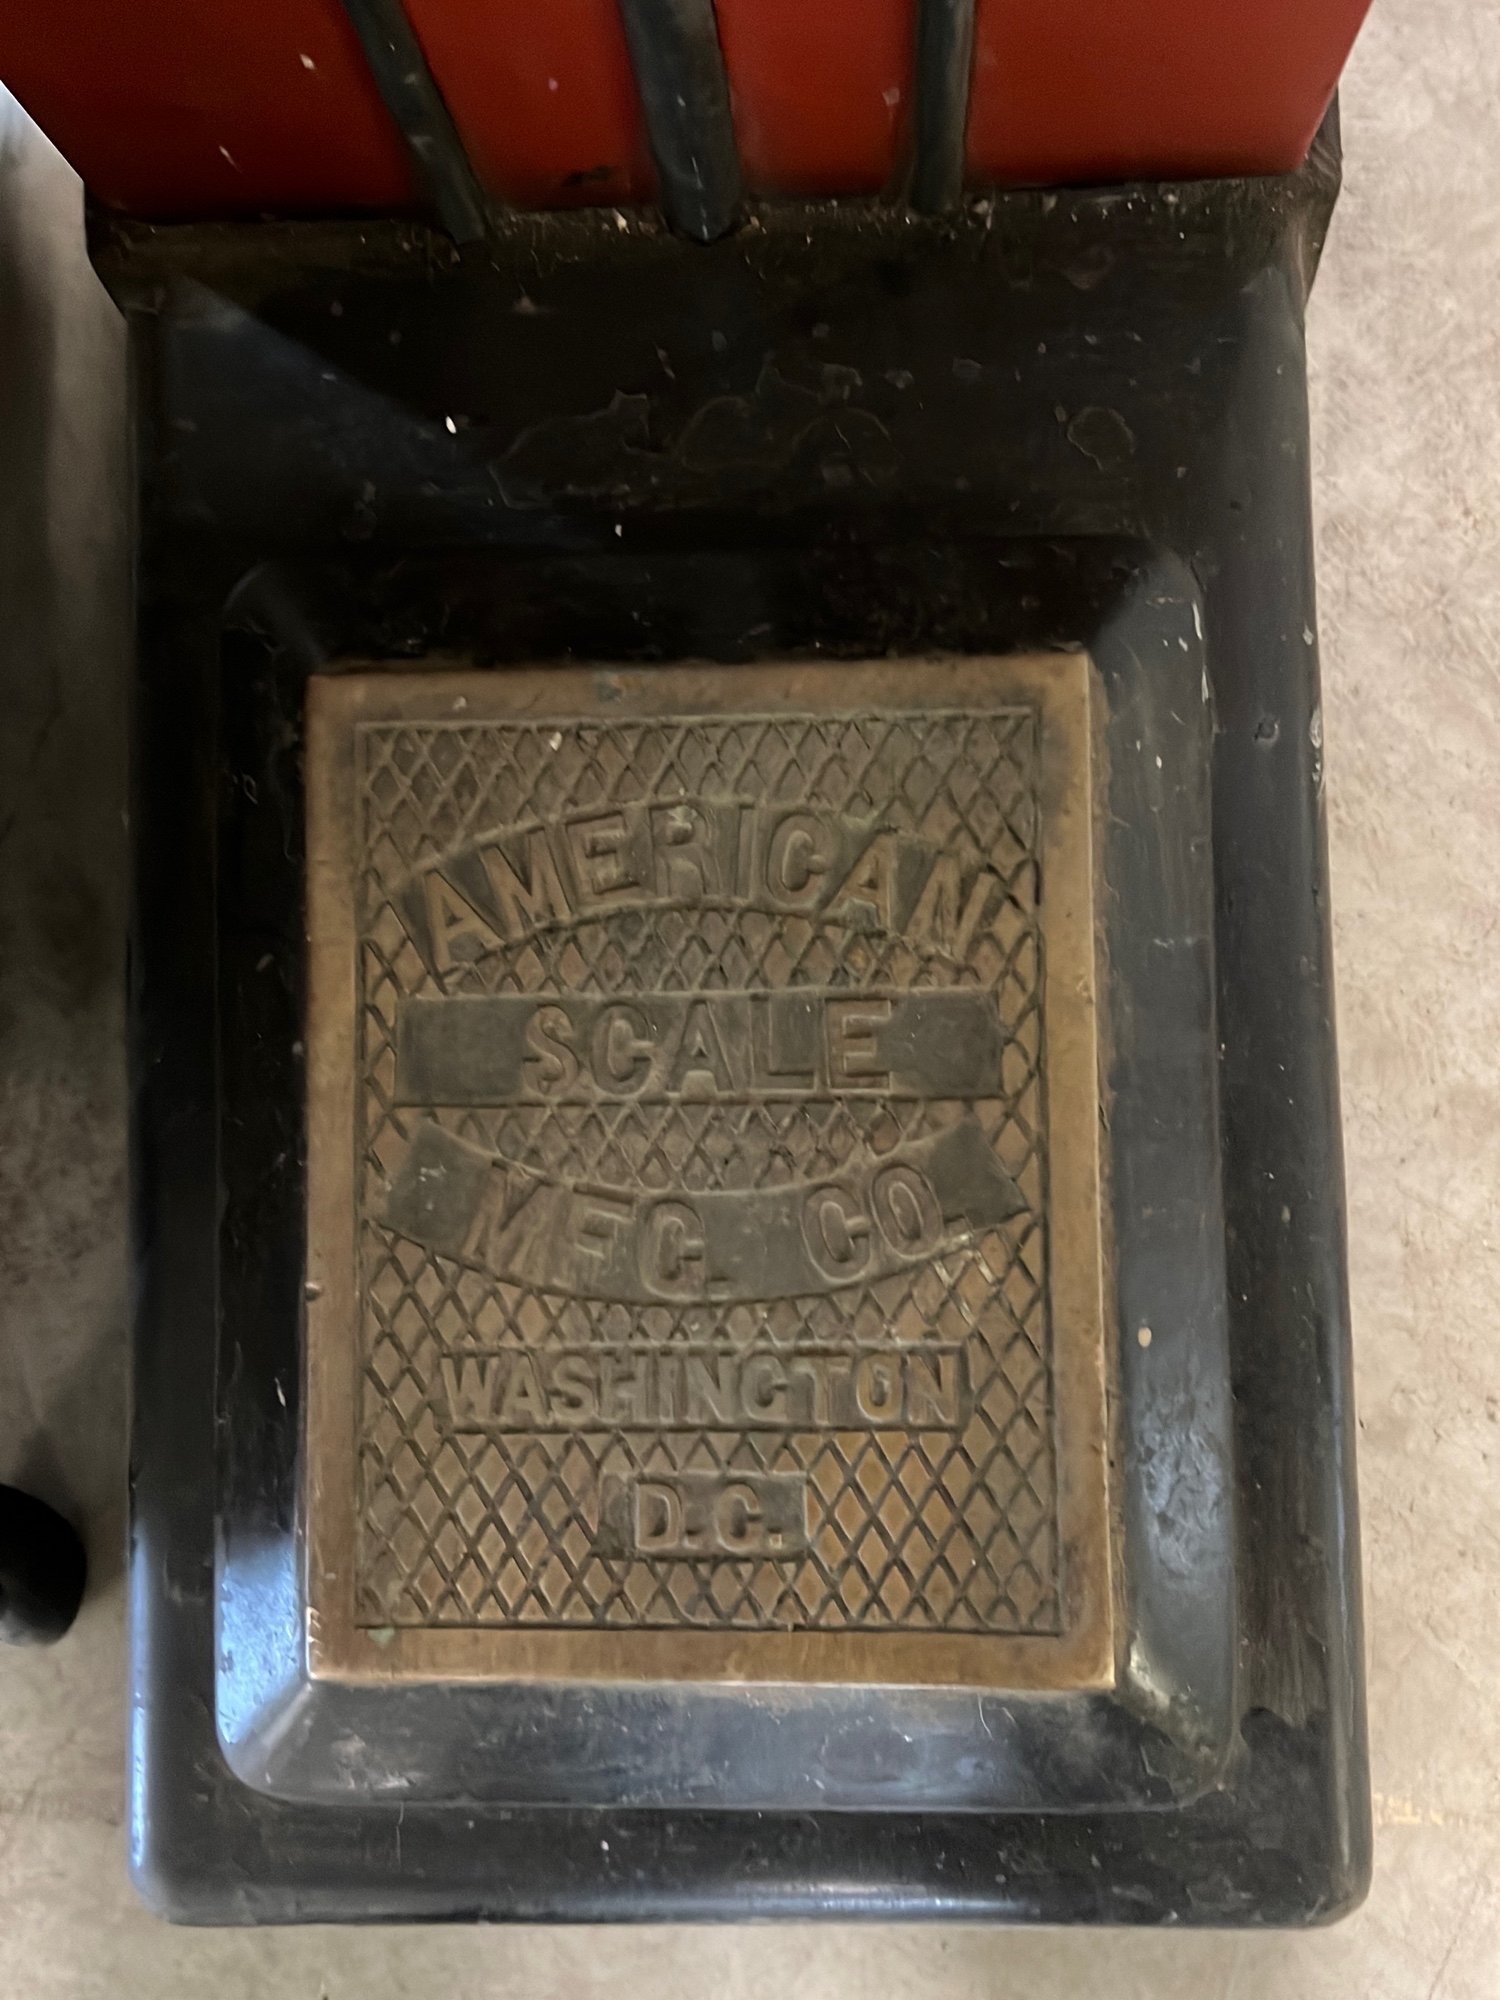 AMERICAN
SCALE
MFG. CO.
WASHINGTON
D.C.